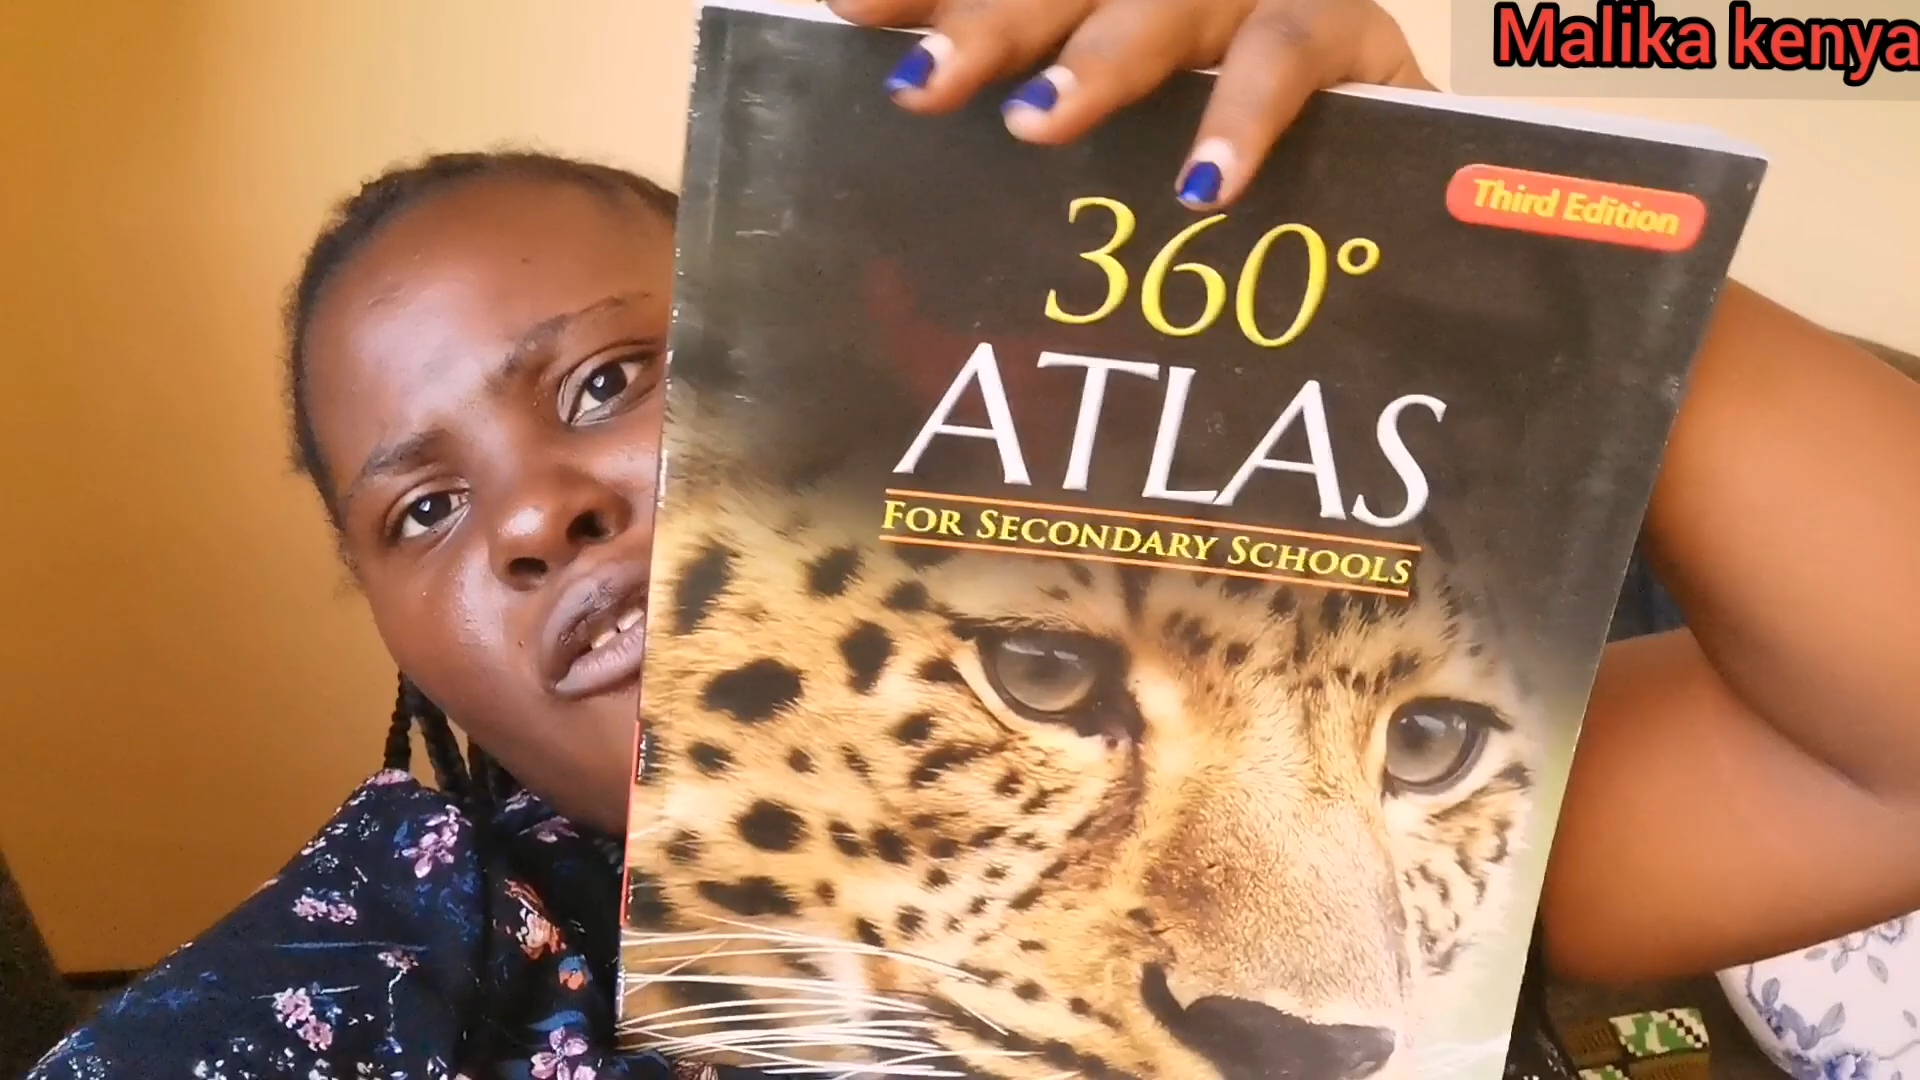 Malika kenya
Third Edition
360°
ATLAS
FOR SECONDARY SCHOOLS